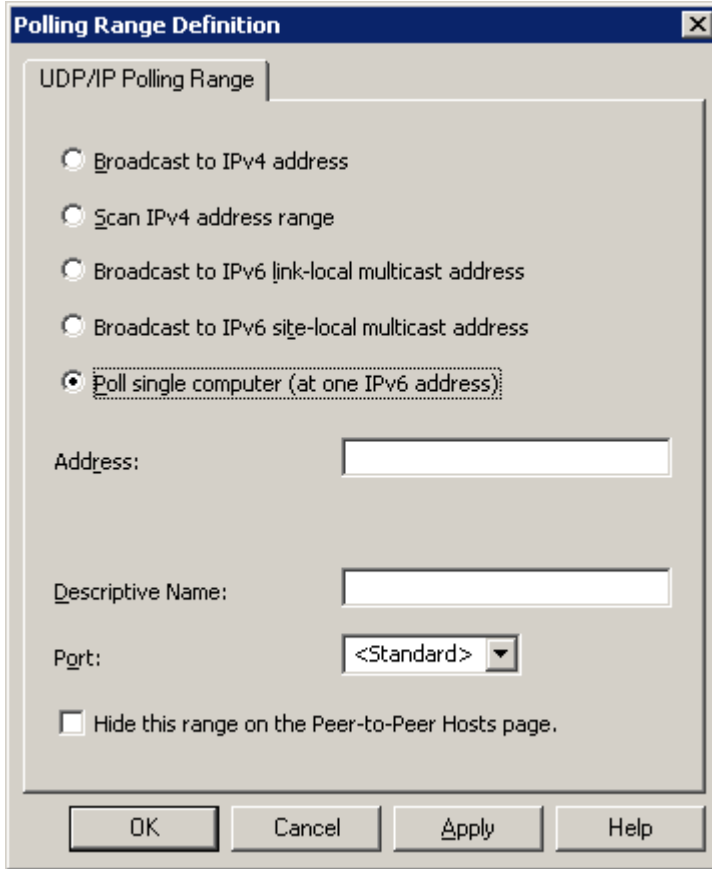 Polling Range Definition
UDP/IP Polling Range
Broadcast to IPv4 address
Scan IPv4 address range
Broadcast to IPv6 link-local multicast address
Broadcast to IPv6 site-local multicast address
Poll single computer (at one IPv6 address)
Address:
Descriptive Name:
Port: <Standard>
Hide this range on the Peer-to-Peer Hosts page.
OK Cancel Apply Help